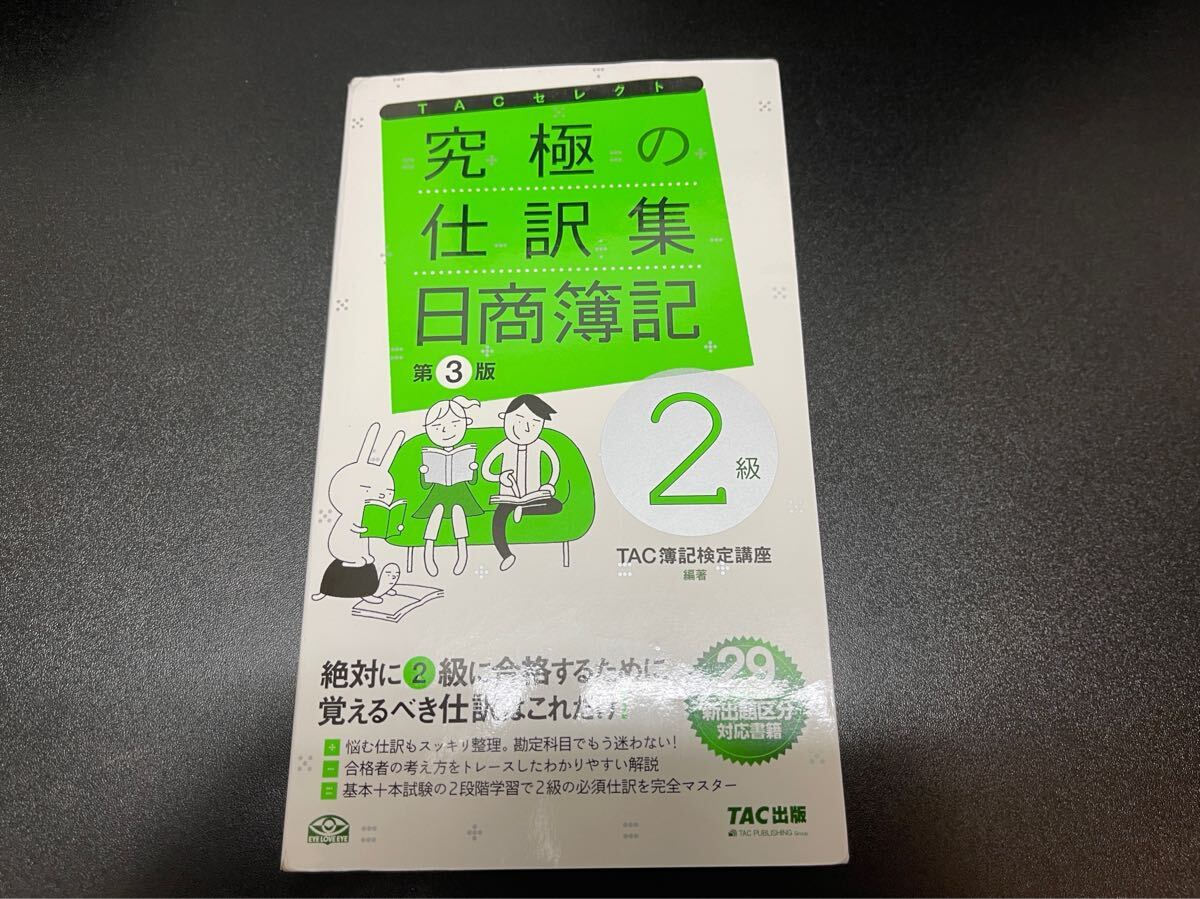 TACセレクト
究極の
仕訳集
日商簿記
第3版
2級
TAC簿記検定講座
編著
絶対に2級に合格するために、
覚えるべき仕訳はこれだけ!
29
新出題区分
対応書籍
+ 悩む仕訳もスッキリ整理。勘定科目でもう迷わない!
− 合格者の考え方をトレースしたわかりやすい解説
= 基本+本試験の2段階学習で2級の必須仕訳を完全マスター
EYE LOVE EYE
TAC出版
TAC PUBLISHING Group